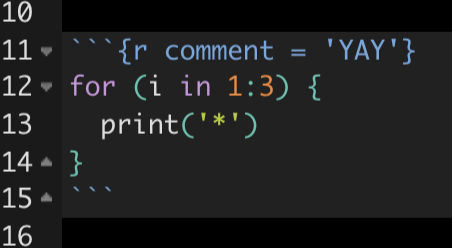 10
11 ```{r comment = 'YAY'}
12 for (i in 1:3) {
13   print('*')
14 }
15 ```
16